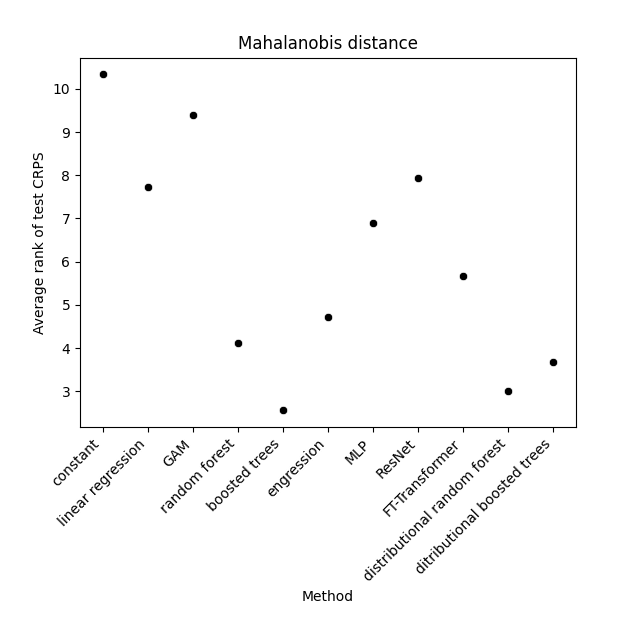 Mahalanobis distance
Average rank of test CRPS
10
9
8
7
6
5
4
3
constant
linear regression
GAM
random forest
boosted trees
engression
MLP
ResNet
FT-Transformer
distributional random forest
ditributional boosted trees
Method